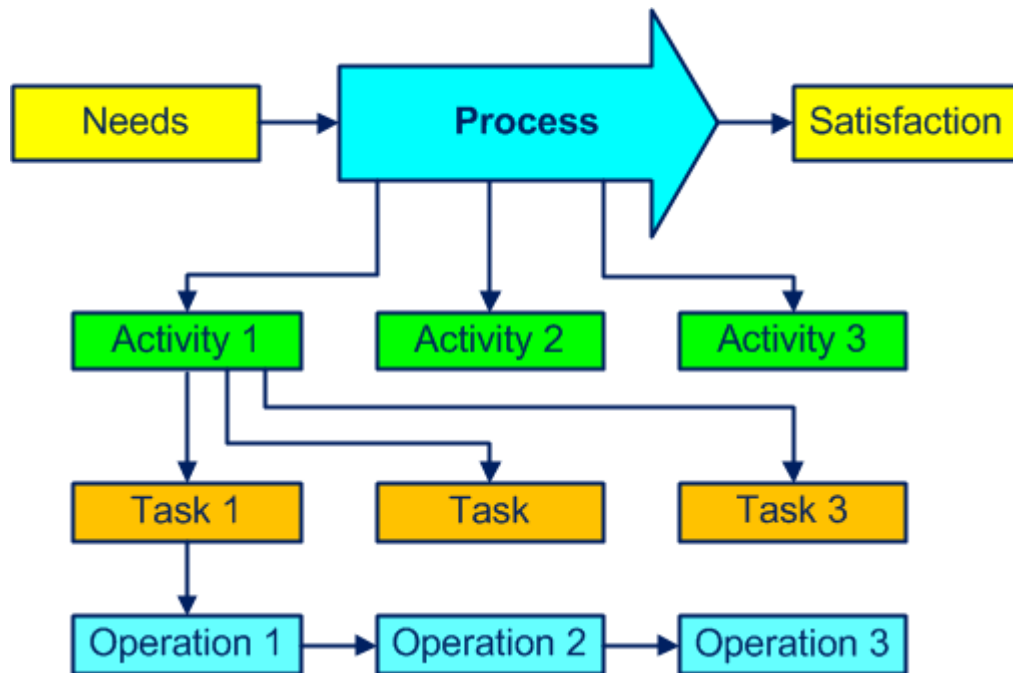 Needs
Process
Satisfaction
Activity 1
Activity 2
Activity 3
Task 1
Task
Task 3
Operation 1
Operation 2
Operation 3